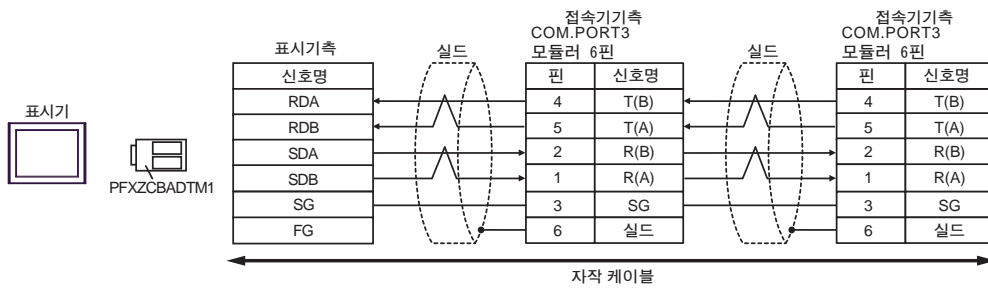 표시기
PFXZCBADTM1
표시기측
신호명
RDA
RDB
SDA
SDB
SG
FG
실드
접속기기측
COM.PORT3
모듈러 6핀
핀 신호명
4 T(B)
5 T(A)
2 R(B)
1 R(A)
3 SG
6 실드
실드
접속기기측
COM.PORT3
모듈러 6핀
핀 신호명
4 T(B)
5 T(A)
2 R(B)
1 R(A)
3 SG
6 실드
자작 케이블